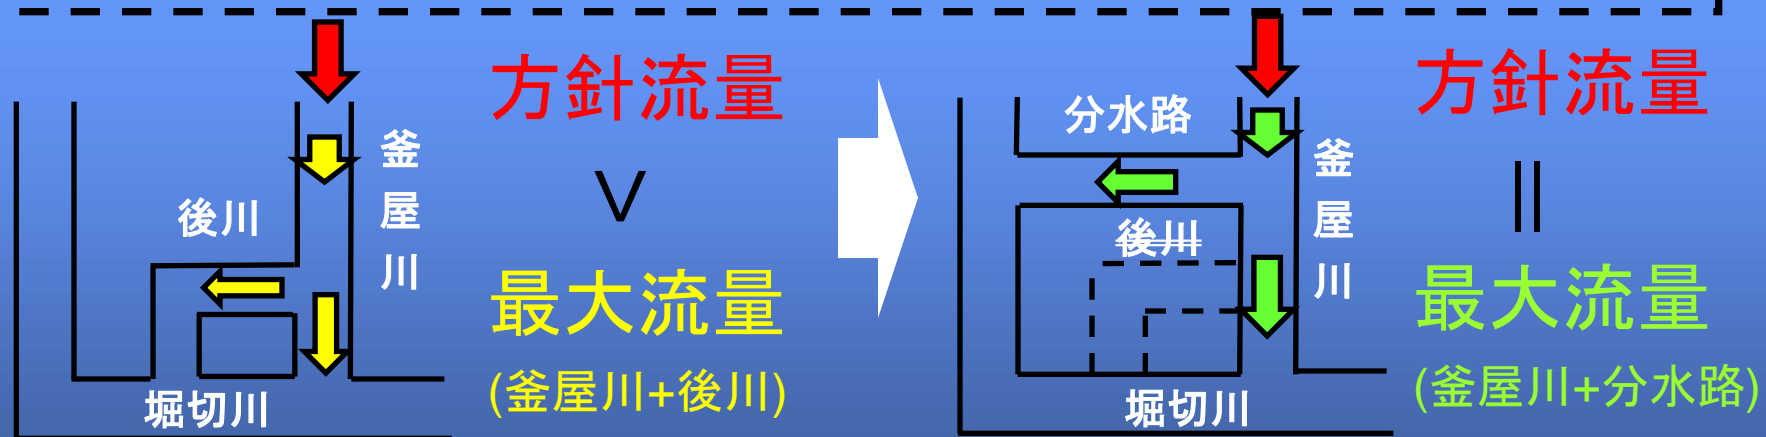 方針流量
∨
最大流量
(釜屋川+後川)
釜屋川
後川
堀切川
方針流量
||
最大流量
(釜屋川+分水路)
分水路
釜屋川
後川
堀切川